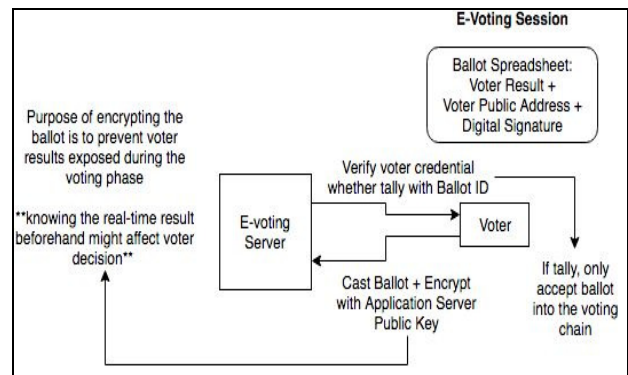 E-Voting Session
Ballot Spreadsheet:
Voter Result +
Voter Public Address +
Digital Signature
Purpose of encrypting the
ballot is to prevent voter
results exposed during the
voting phase
**knowing the real-time result
beforehand might affect voter
decision**
Verify voter credential
whether tally with Ballot ID
E-voting
Server
Voter
Cast Ballot + Encrypt
with Application Server
Public Key
If tally, only
accept ballot
into the voting
chain